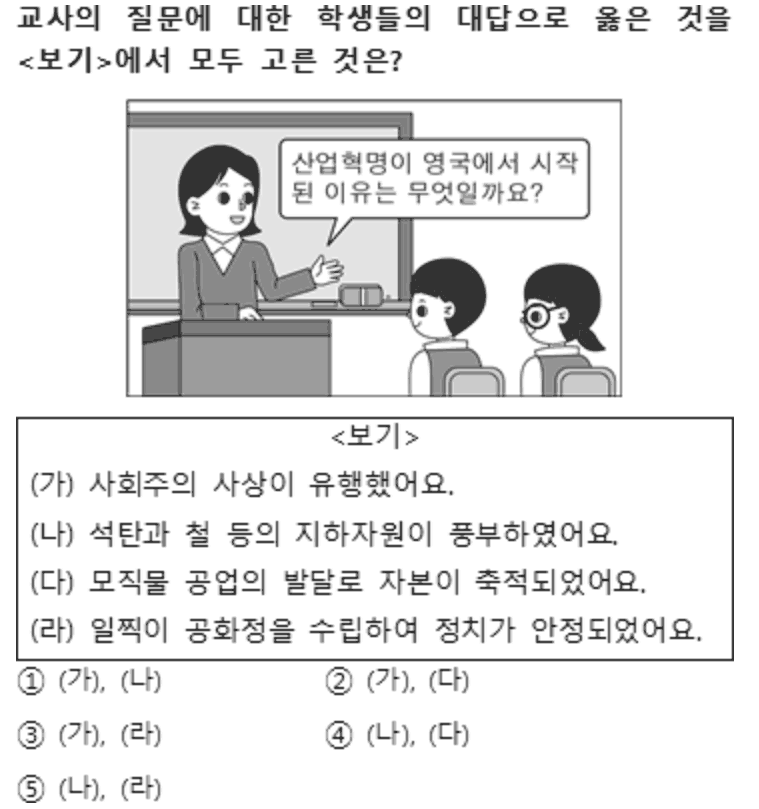 교사의 질문에 대한 학생들의 대답으로 옳은 것을
<보기>에서 모두 고른 것은?
산업혁명이 영국에서 시작
된 이유는 무엇일까요?
<보기>
(가) 사회주의 사상이 유행했어요.
(나) 석탄과 철 등의 지하자원이 풍부하였어요.
(다) 모직물 공업의 발달로 자본이 축적되었어요.
(라) 일찍이 공화정을 수립하여 정치가 안정되었어요.
① (가), (나) ② (가), (다)
③ (가), (라) ④ (나), (다)
⑤ (나), (라)